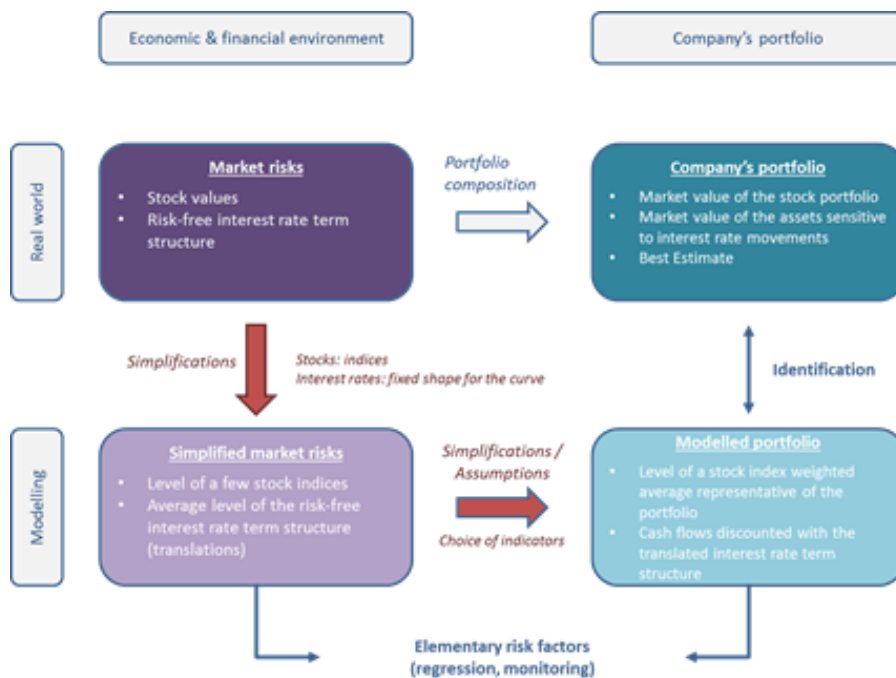 Economic & financial environment
Company's portfolio
Real world
Market risks
• Stock values
• Risk-free interest rate term
structure
Portfolio
composition
Company's portfolio
• Market value of the stock portfolio
• Market value of the assets sensitive
to interest rate movements
• Best Estimate
Simplifications
Stocks: indices
Interest rates: fixed shape for the curve
Identification
Modelling
Simplified market risks
• Level of a few stock indices
• Average level of the risk-free
interest rate term structure
(translations)
Simplifications /
Assumptions
Choice of indicators
Modelled portfolio
• Level of a stock index weighted
average representative of the
portfolio
• Cash flows discounted with the
translated interest rate term
structure
Elementary risk factors
(regression, monitoring)